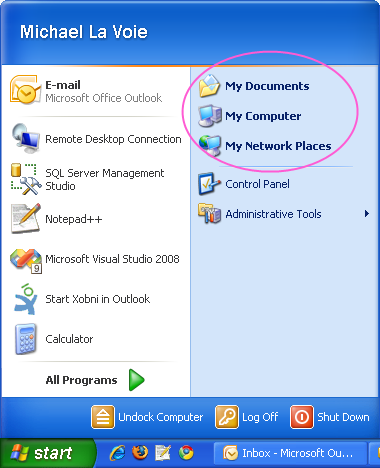 Michael La Voie
E-mail
Microsoft Office Outlook
Remote Desktop Connection
SQL Server Management
Studio
Notepad++
9
Microsoft Visual Studio 2008
Start Xobni in Outlook
Calculator
All Programs
My Documents
My Computer
My Network Places
Control Panel
Administrative Tools
Undock Computer
Log Off
Shut Down
start
Inbox - Microsoft Ou...